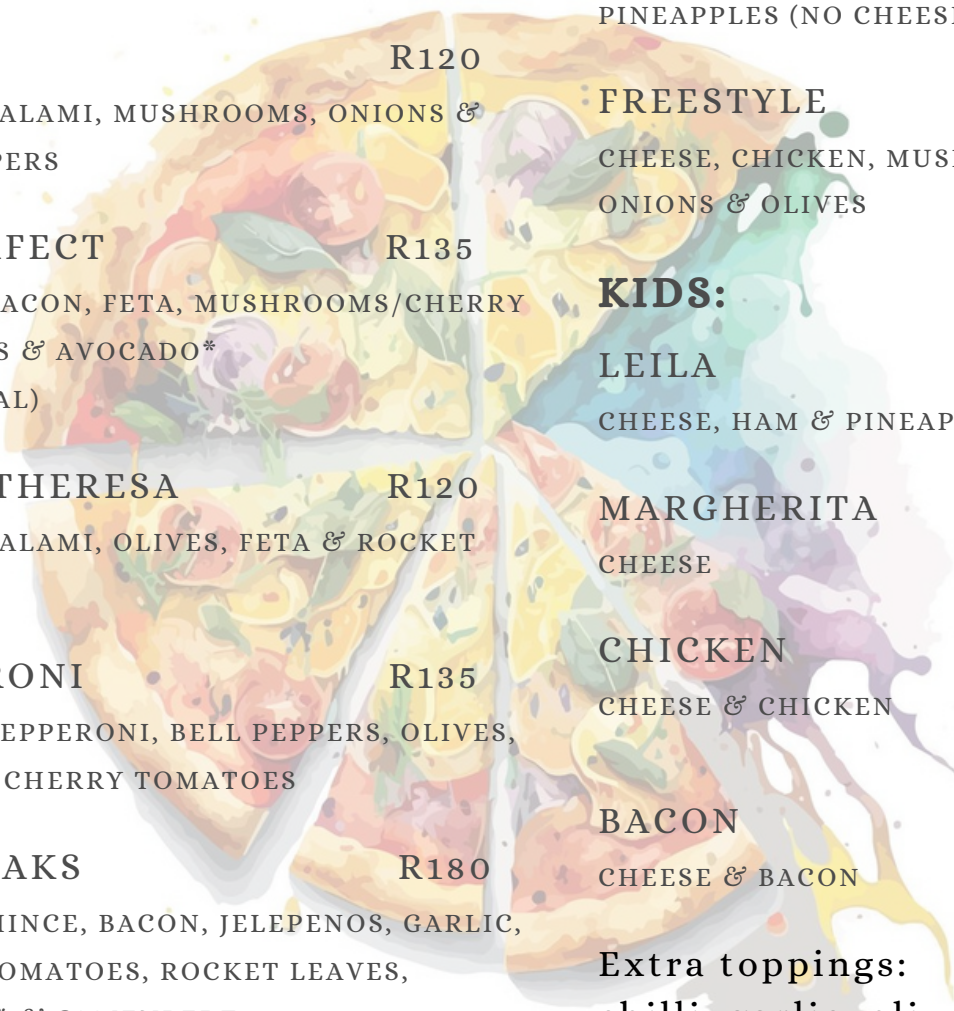 R120
ALAMI, MUSHROOMS, ONIONS &
PERS
FECT R135
ACON, FETA, MUSHROOMS/CHERRY
S & AVOCADO*
AL)
THERESA R120
ALAMI, OLIVES, FETA & ROCKET
RONI R135
EPPERONI, BELL PEPPERS, OLIVES,
CHERRY TOMATOES
AKS R180
MINCE, BACON, JELEPENOS, GARLIC,
OMATOES, ROCKET LEAVES,
PINEAPPLES (NO CHEES
FREESTYLE
CHEESE, CHICKEN, MUS
ONIONS & OLIVES
KIDS:
LEILA
CHEESE, HAM & PINEAP
MARGHERITA
CHEESE
CHICKEN
CHEESE & CHICKEN
BACON
CHEESE & BACON
Extra toppings: